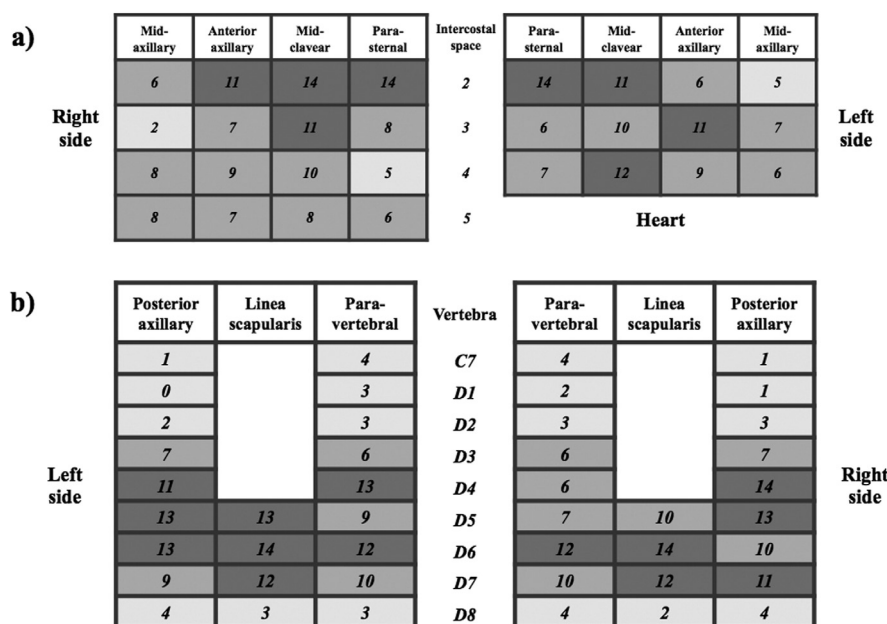 a)
Mid-axillary Anterior axillary Mid-clavear Para-sternal Intercostal space Para-sternal Mid-clavear Anterior axillary Mid-axillary
6 11 14 14 2 14 11 6 5
Right side 2 7 11 8 3 6 10 11 7 Left side
8 9 10 5 4 7 12 9 6
8 7 8 6 5 Heart
b)
Posterior axillary Linea scapularis Para-vertebral Vertebra Para-vertebral Linea scapularis Posterior axillary
1 4 C7 4 1
0 3 D1 2 1
2 3 D2 3 3
7 6 D3 6 7
Left side 11 13 D4 6 14 Right side
13 13 9 D5 7 10 13
13 14 12 D6 12 14 10
9 12 10 D7 10 12 11
4 3 3 D8 4 2 4